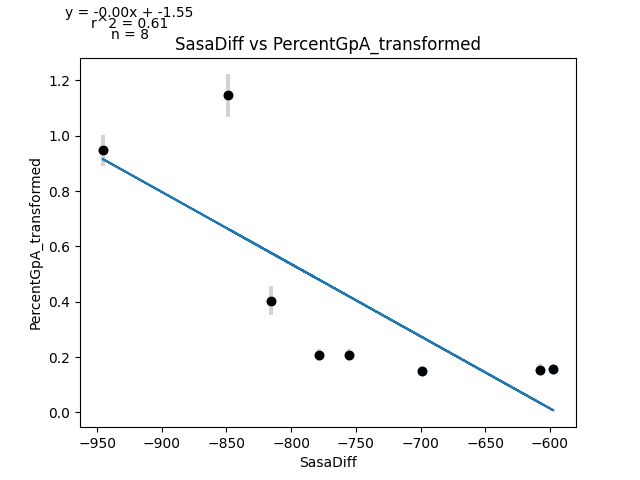 y = -0.00x + -1.55
r^2 = 0.61
n = 8
SasaDiff vs PercentGpA_transformed
PercentGpA_transformed
1.2
1.0
0.8
0.6
0.4
0.2
0.0
−950 −900 −850 −800 −750 −700 −650 −600
SasaDiff